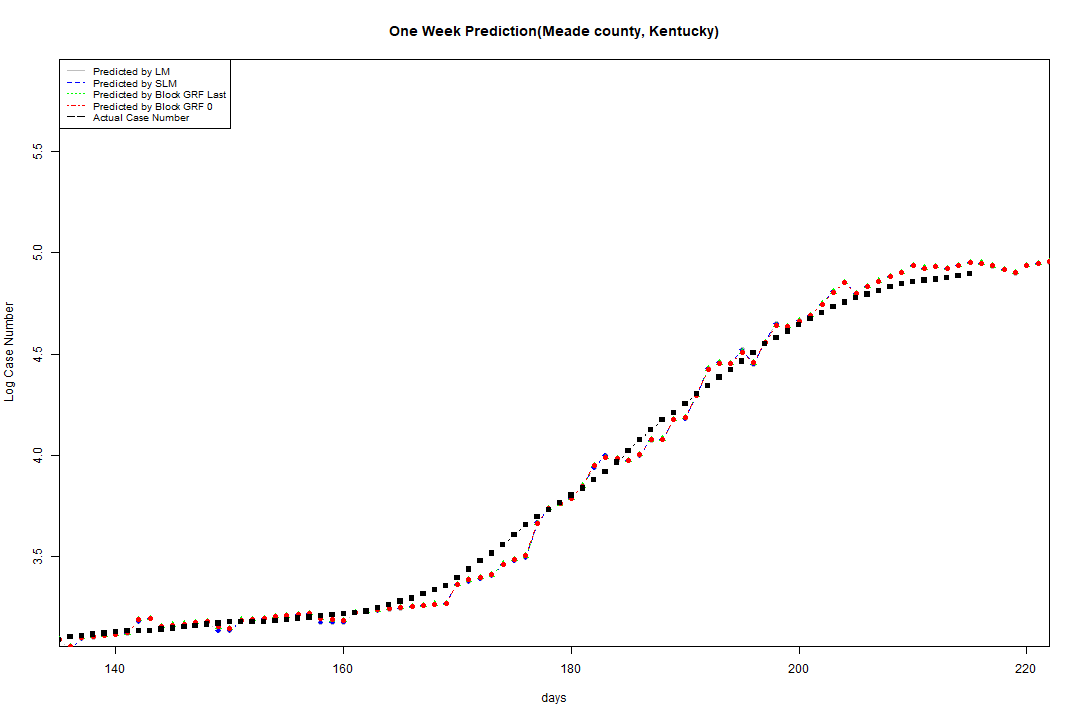 One Week Prediction(Meade county, Kentucky)
Predicted by LM
Predicted by SLM
Predicted by Block GRF Last
Predicted by Block GRF 0
Actual Case Number
5.5
5.0
4.5
4.0
3.5
Log Case Number
140 160 180 200 220
days